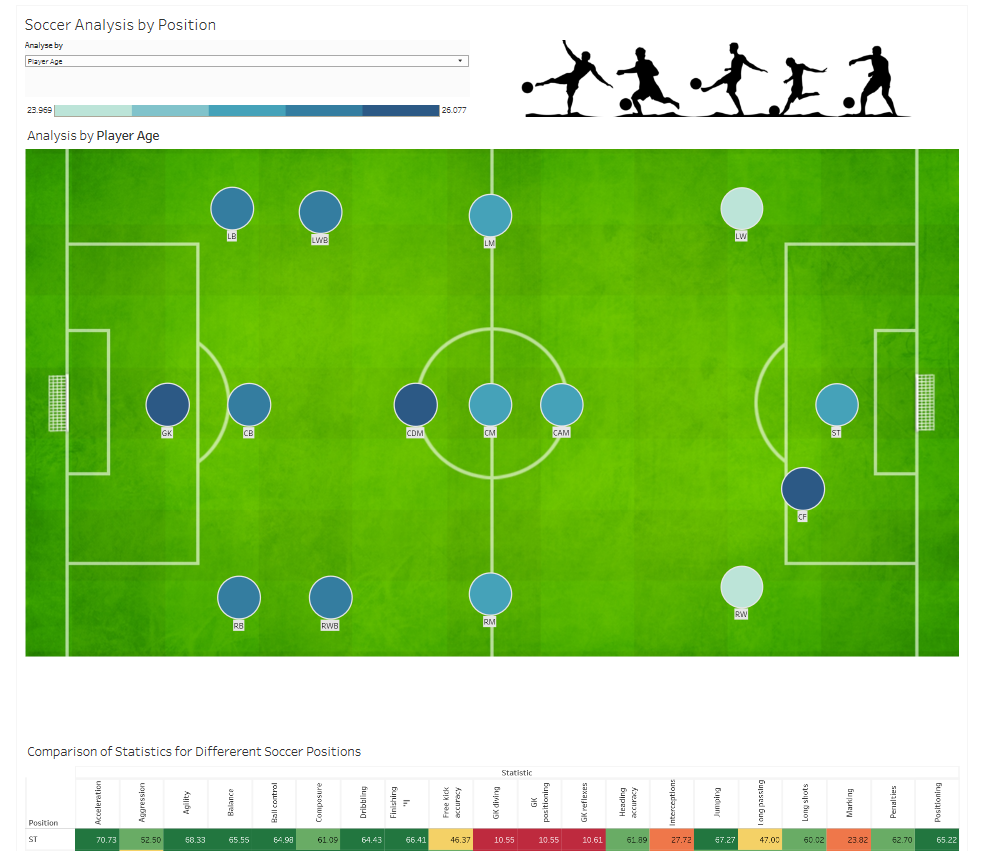 Soccer Analysis by Position
Analyse by
Player Age
23.969 26.077
Analysis by Player Age
LB LWB LM LW
GK CB CDM CM CAM ST
CF
RB RWB RM RW
Comparison of Statistics for Differerent Soccer Positions
Statistic
Position Acceleration Aggression Agility Balance Ball control Composure Dribbling Finishing Free kick accuracy GK diving GK positioning GK reflexes Heading accuracy Interceptions Jumping Long passing Long shots Marking Penalties Positioning
ST 70.73 52.50 68.33 65.55 64.98 61.09 64.43 66.41 46.37 10.55 10.55 10.61 61.89 27.72 67.27 47.00 60.02 23.82 62.70 65.22